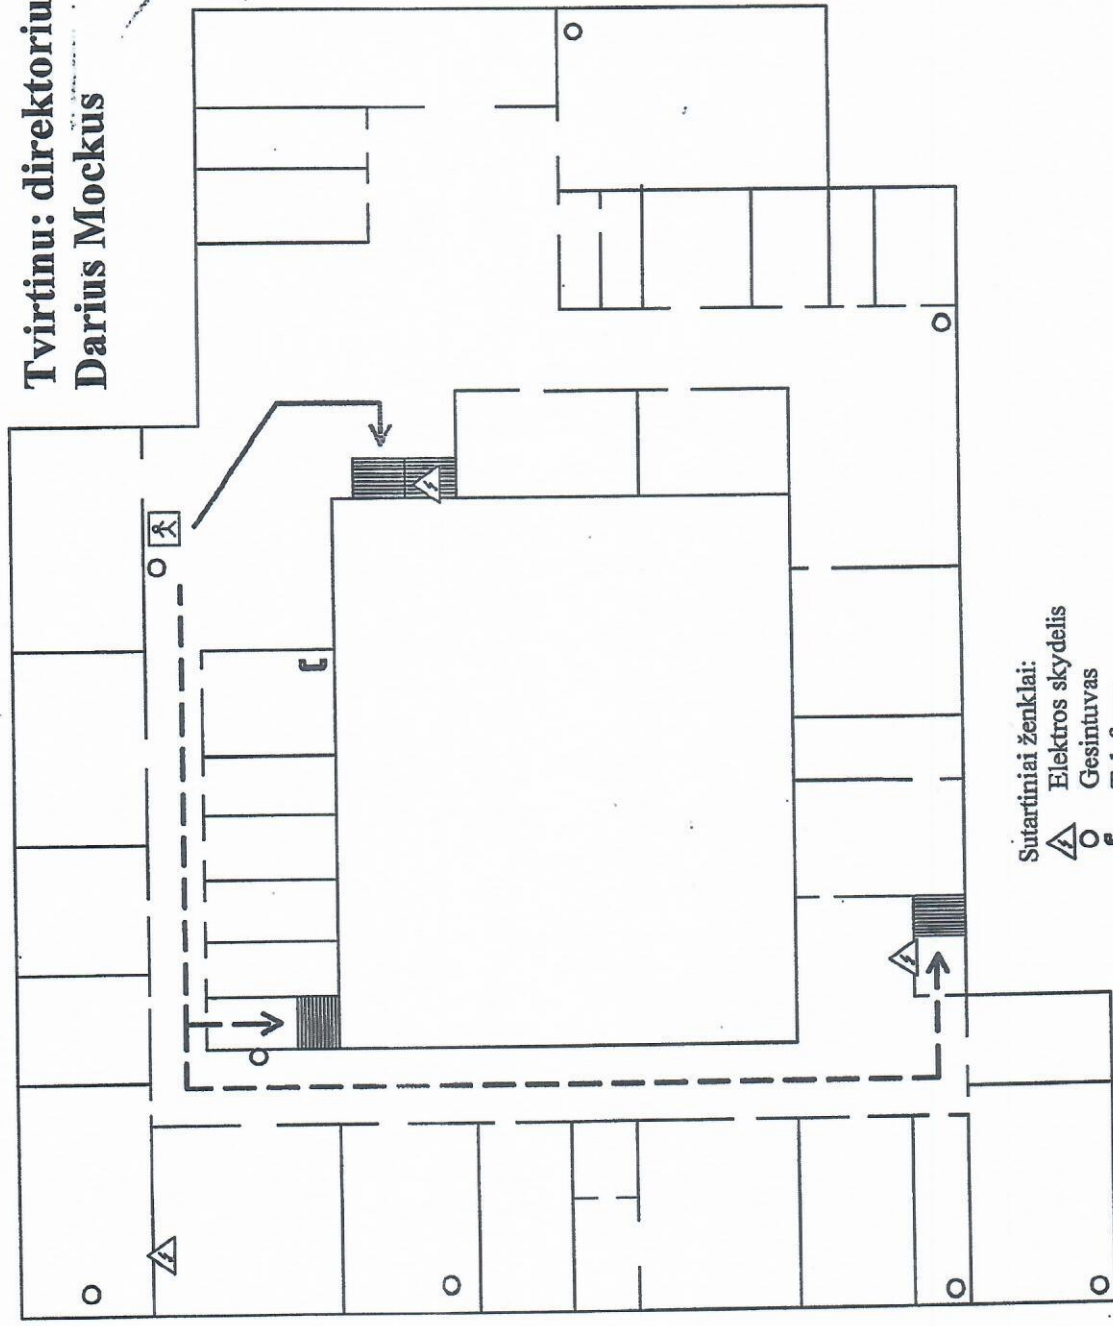 Tvirtinu: direktoriu
Darius Mockus
Sutartiniai ženklai:
Elektros skydelis
Gesintuvas